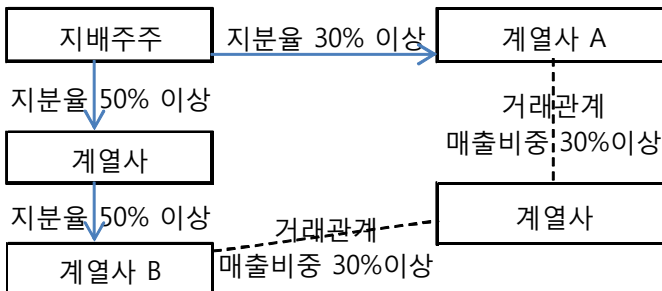 지배주주
지분율 30% 이상
계열사 A
지분율 50% 이상
거래관계
매출비중 30%이상
계열사
지분율 50% 이상
거래관계
매출비중 30%이상
계열사
계열사 B